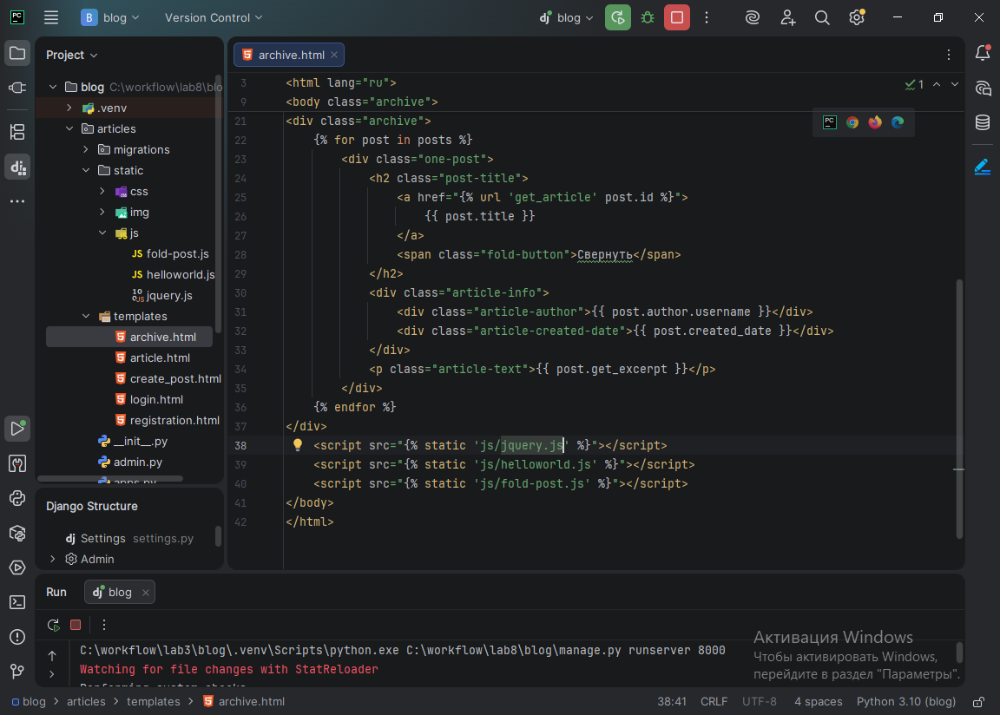 PC
B blog
Version Control
dj blog
Project
archive.html
blog C:\workflow\lab8\blo
.venv
articles
migrations
static
css
img
js
JS fold-post.js
JS helloworld.js
jquery.js
templates
archive.html
article.html
create_post.html
login.html
registration.html
__init__.py
admin.py
apps.py
Django Structure
dj Settings settings.py
Admin
1
3 <html lang="ru">
9 <body class="archive">
21 <div class="archive">
22 {% for post in posts %}
23 <div class="one-post">
24 <h2 class="post-title">
25 <a href="{% url 'get_article' post.id %}">
26 {{ post.title }}
27 </a>
28 <span class="fold-button">Свернуть</span>
29 </h2>
30 <div class="article-info">
31 <div class="article-author">{{ post.author.username }}</div>
32 <div class="article-created-date">{{ post.created_date }}</div>
33 </div>
34 <p class="article-text">{{ post.get_excerpt }}</p>
35 </div>
36 {% endfor %}
37 </div>
38 <script src="{% static 'js/jquery.js' %}"></script>
39 <script src="{% static 'js/helloworld.js' %}"></script>
40 <script src="{% static 'js/fold-post.js' %}"></script>
41 </body>
42 </html>
Run
dj blog
C:\workflow\lab3\blog\.venv\Scripts\python.exe C:\workflow\lab8\blog\manage.py runserver 8000
Watching for file changes with StatReloader
Performing system checks
Активация Windows
Чтобы активировать Windows,
перейдите в раздел "Параметры".
blog > articles > templates > archive.html
38:41 CRLF UTF-8 4 spaces Python 3.10 (blog)